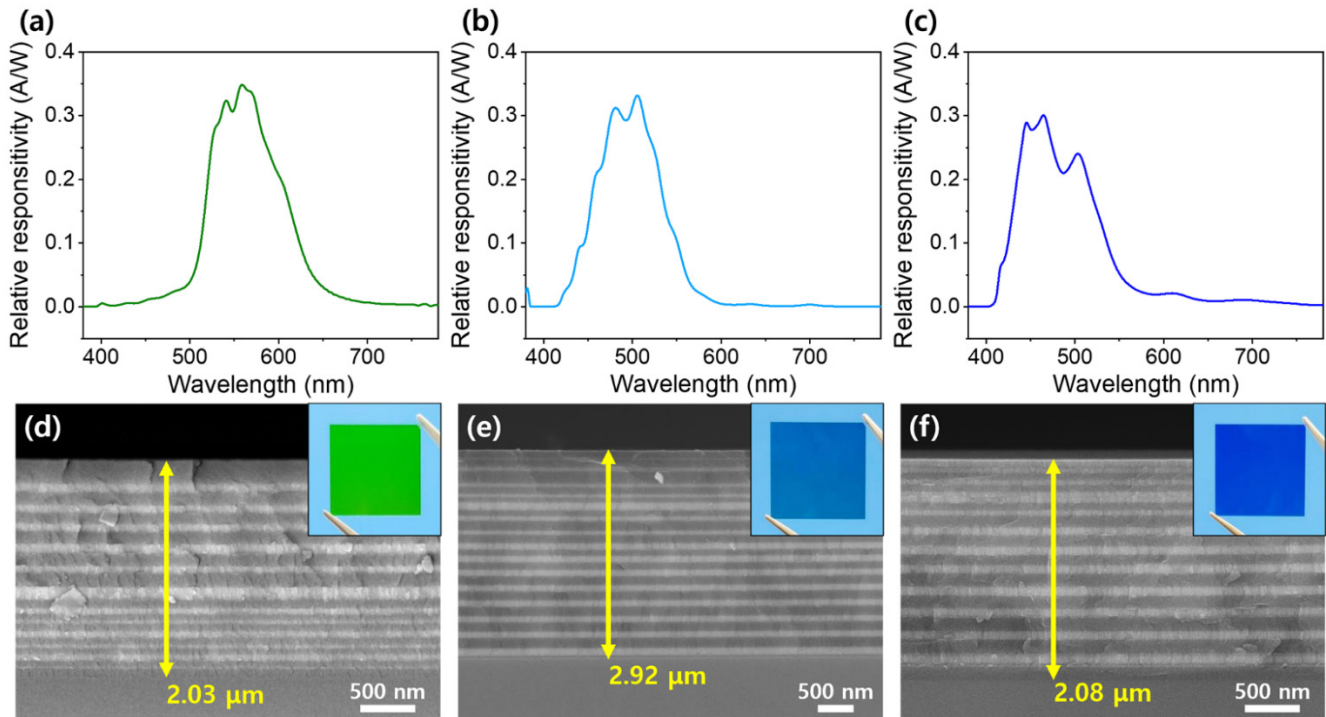 (a)
Relative responsivity (A/W)
0.4
0.3
0.2
0.1
0.0
400 500 600 700
Wavelength (nm)
(b)
Relative responsivity (A/W)
0.4
0.3
0.2
0.1
0.0
400 500 600 700
Wavelength (nm)
(c)
Relative responsivity (A/W)
0.4
0.3
0.2
0.1
0.0
400 500 600 700
Wavelength (nm)
(d)
2.03 μm
500 nm
(e)
2.92 μm
500 nm
(f)
2.08 μm
500 nm